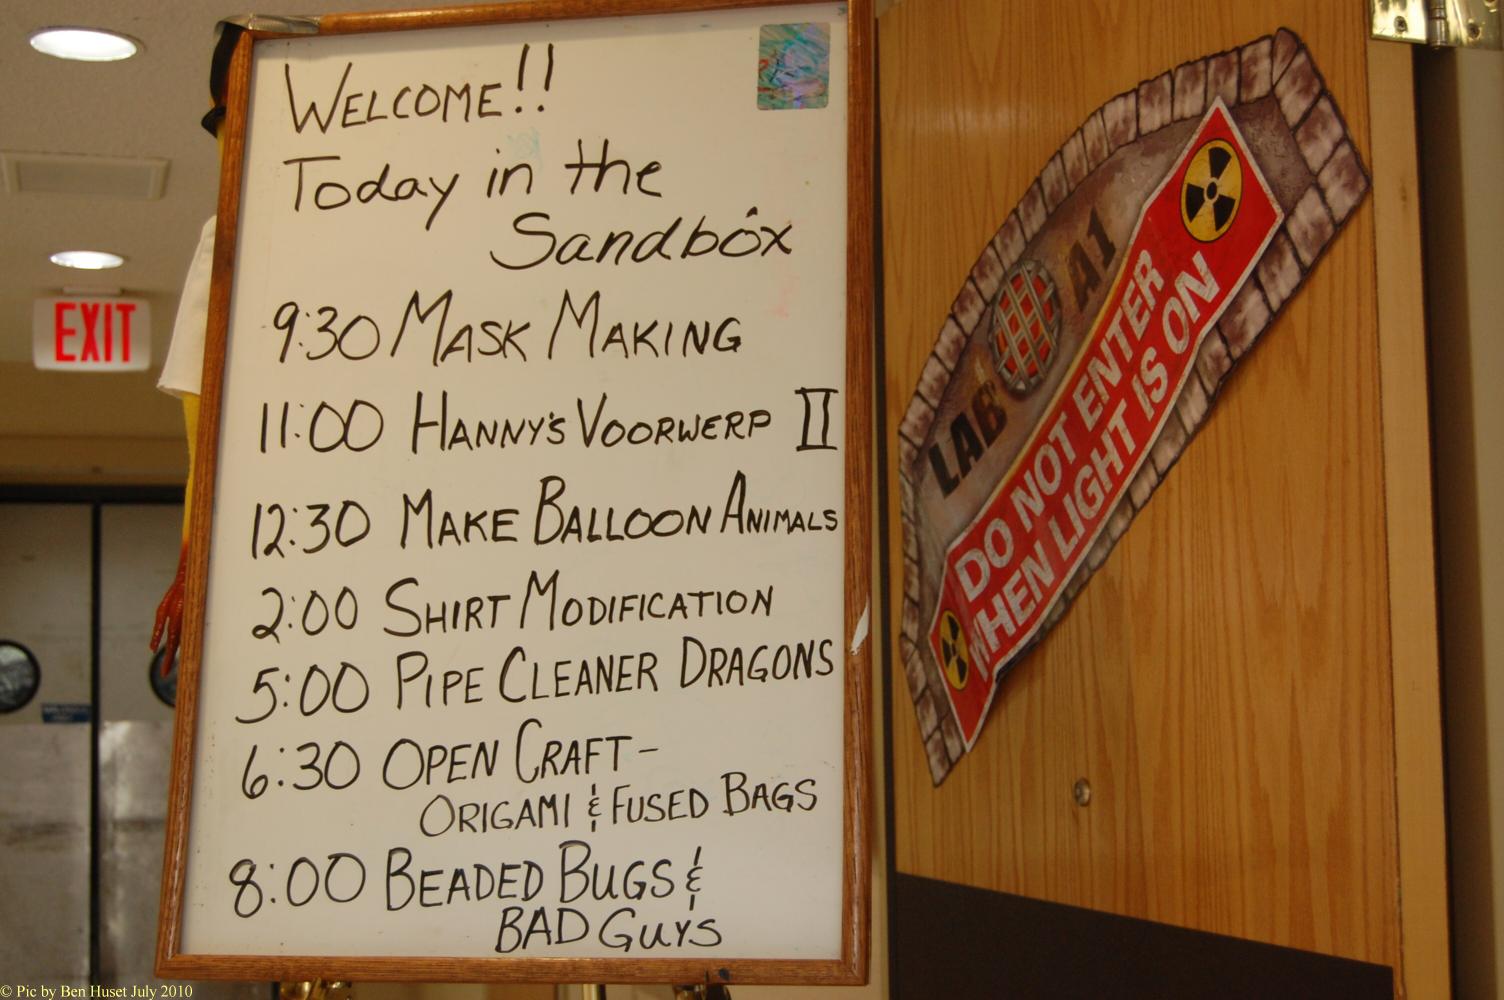 WELCOME!!
Today in the
Sandbox
9:30 MASK MAKING
11:00 HANNY'S VOORWERP II
12:30 MAKE BALLOON ANIMALS
2:00 SHIRT MODIFICATION
5:00 PIPE CLEANER DRAGONS
6:30 OPEN CRAFT-
ORIGAMI & FUSED BAGS
8:00 BEADED BUGS &
BAD GUYS
EXIT
LAB A1
DO NOT ENTER
WHEN LIGHT IS ON
© Pic by Ben Huset July 2010